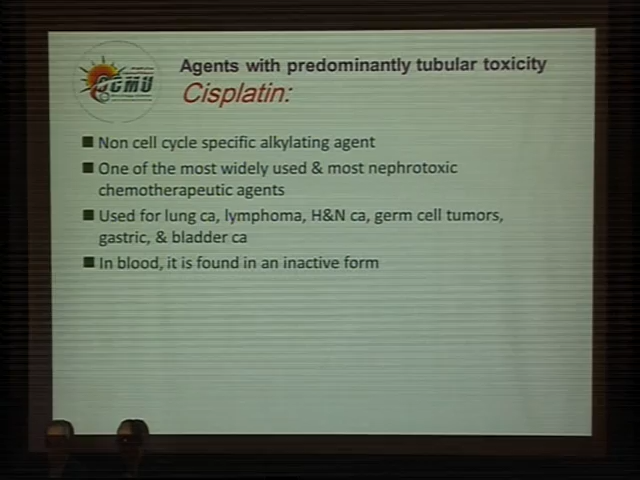 Agents with predominantly tubular toxicity
Cisplatin:
Non cell cycle specific alkylating agent
One of the most widely used & most nephrotoxic
chemotherapeutic agents
Used for lung ca, lymphoma, H&N ca, germ cell tumors,
gastric, & bladder ca
In blood, it is found in an inactive form